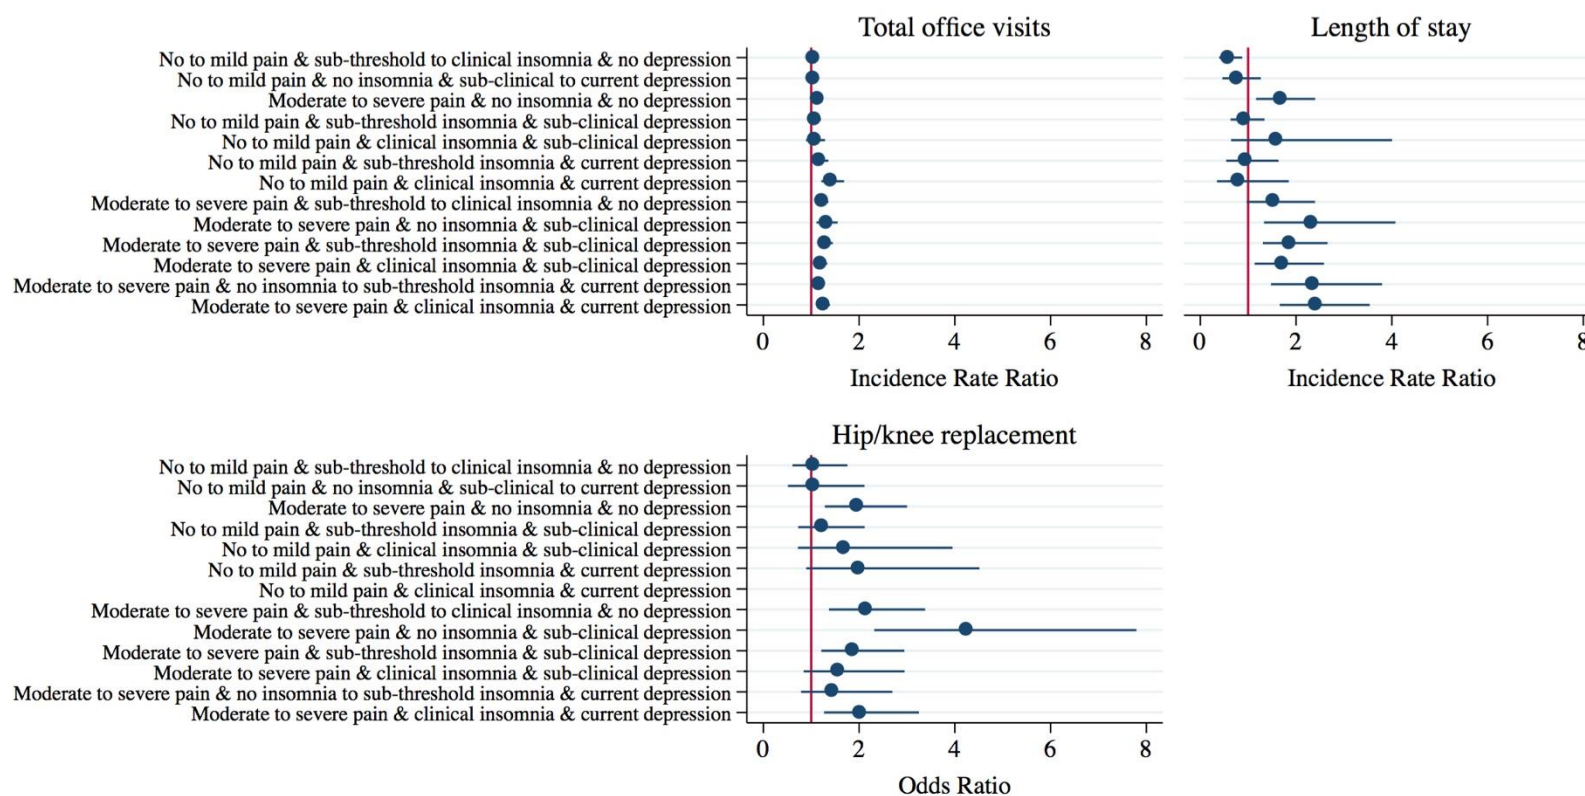 Total office visits
Length of stay
No to mild pain & sub-threshold to clinical insomnia & no depression
No to mild pain & no insomnia & sub-clinical to current depression
Moderate to severe pain & no insomnia & no depression
No to mild pain & sub-threshold insomnia & sub-clinical depression
No to mild pain & clinical insomnia & sub-clinical depression
No to mild pain & sub-threshold insomnia & current depression
No to mild pain & clinical insomnia & current depression
Moderate to severe pain & sub-threshold to clinical insomnia & no depression
Moderate to severe pain & no insomnia & sub-clinical depression
Moderate to severe pain & sub-threshold insomnia & sub-clinical depression
Moderate to severe pain & clinical insomnia & sub-clinical depression
Moderate to severe pain & no insomnia to sub-threshold insomnia & current depression
Moderate to severe pain & clinical insomnia & current depression
0 2 4 6 8
0 2 4 6 8
Incidence Rate Ratio
Incidence Rate Ratio
Hip/knee replacement
No to mild pain & sub-threshold to clinical insomnia & no depression
No to mild pain & no insomnia & sub-clinical to current depression
Moderate to severe pain & no insomnia & no depression
No to mild pain & sub-threshold insomnia & sub-clinical depression
No to mild pain & clinical insomnia & sub-clinical depression
No to mild pain & sub-threshold insomnia & current depression
No to mild pain & clinical insomnia & current depression
Moderate to severe pain & sub-threshold to clinical insomnia & no depression
Moderate to severe pain & no insomnia & sub-clinical depression
Moderate to severe pain & sub-threshold insomnia & sub-clinical depression
Moderate to severe pain & clinical insomnia & sub-clinical depression
Moderate to severe pain & no insomnia to sub-threshold insomnia & current depression
Moderate to severe pain & clinical insomnia & current depression
0 2 4 6 8
Odds Ratio